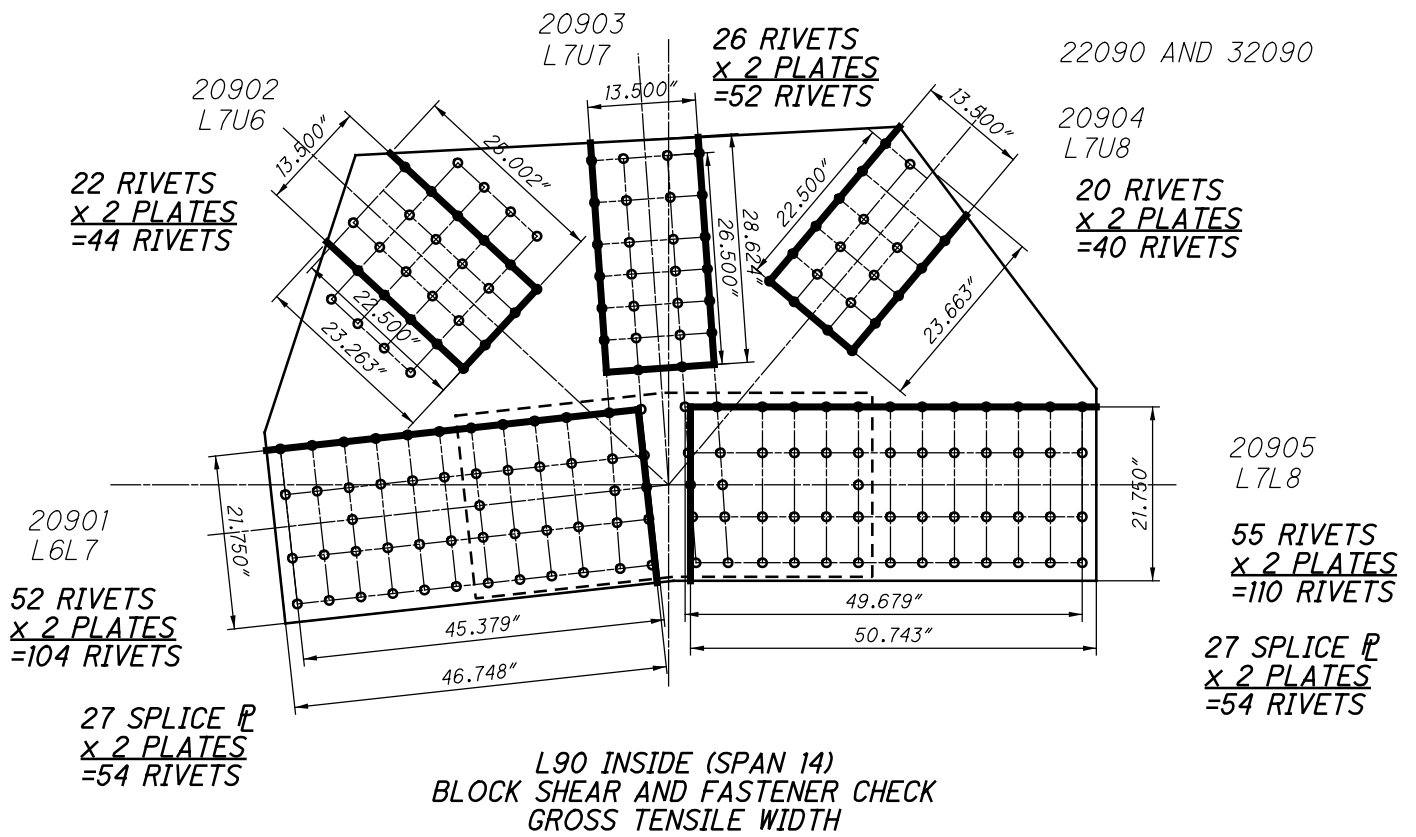 20903
L7U7
26 RIVETS
x 2 PLATES
=52 RIVETS
22090 AND 32090
20902
L7U6
22 RIVETS
x 2 PLATES
=44 RIVETS
20904
L7U8
20 RIVETS
x 2 PLATES
=40 RIVETS
13.500"
25.002"
22.500"
23.263"
13.500"
28.624"
26.500"
13.500"
22.500"
23.663"
20901
L6L7
52 RIVETS
x 2 PLATES
=104 RIVETS
27 SPLICE ⅊
x 2 PLATES
=54 RIVETS
21.750"
45.379"
46.748"
49.679"
50.743"
21.750"
20905
L7L8
55 RIVETS
x 2 PLATES
=110 RIVETS
27 SPLICE ⅊
x 2 PLATES
=54 RIVETS
L90 INSIDE (SPAN 14)
BLOCK SHEAR AND FASTENER CHECK
GROSS TENSILE WIDTH